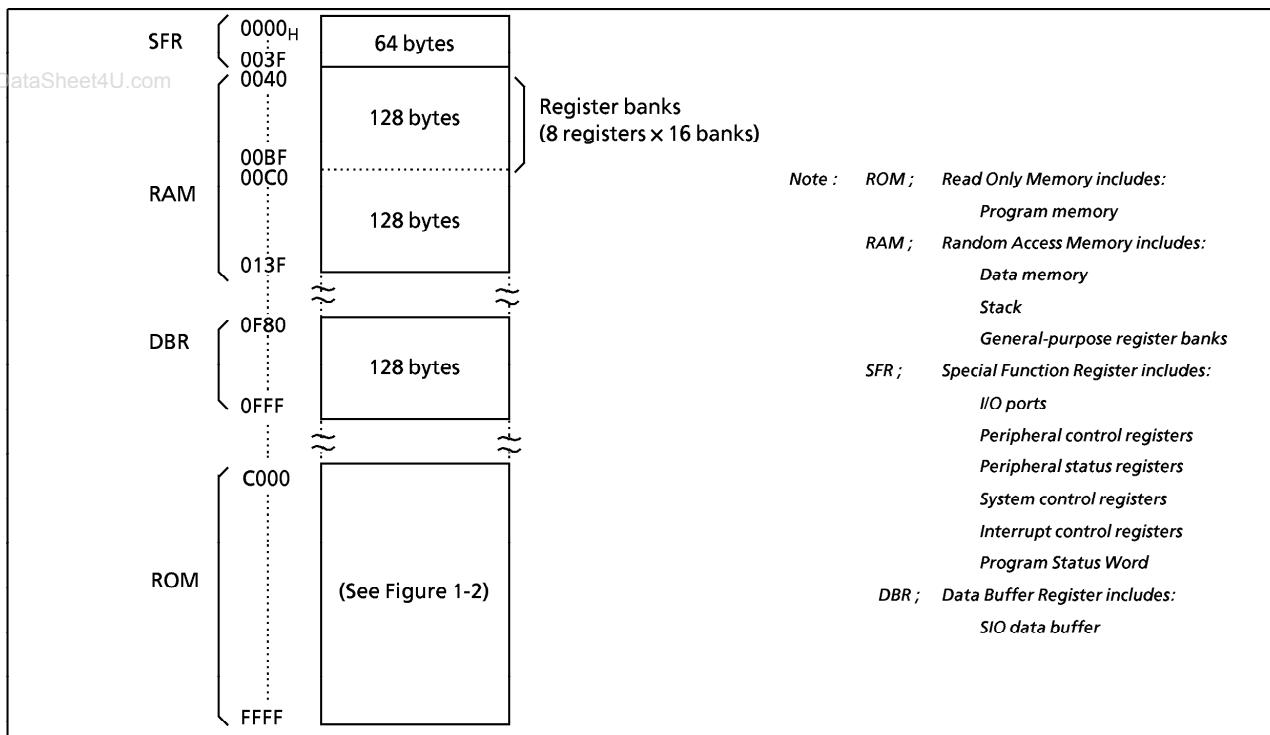 SFR
0000H
64 bytes
003F
DataSheet4U.com
0040
128 bytes
Register banks
(8 registers × 16 banks)
00BF
00C0
RAM
128 bytes
013F
DBR
0F80
128 bytes
0FFF
C000
ROM
(See Figure 1-2)
FFFF
Note : ROM ; Read Only Memory includes:
Program memory
RAM ; Random Access Memory includes:
Data memory
Stack
General-purpose register banks
SFR ; Special Function Register includes:
I/O ports
Peripheral control registers
Peripheral status registers
System control registers
Interrupt control registers
Program Status Word
DBR ; Data Buffer Register includes:
SIO data buffer